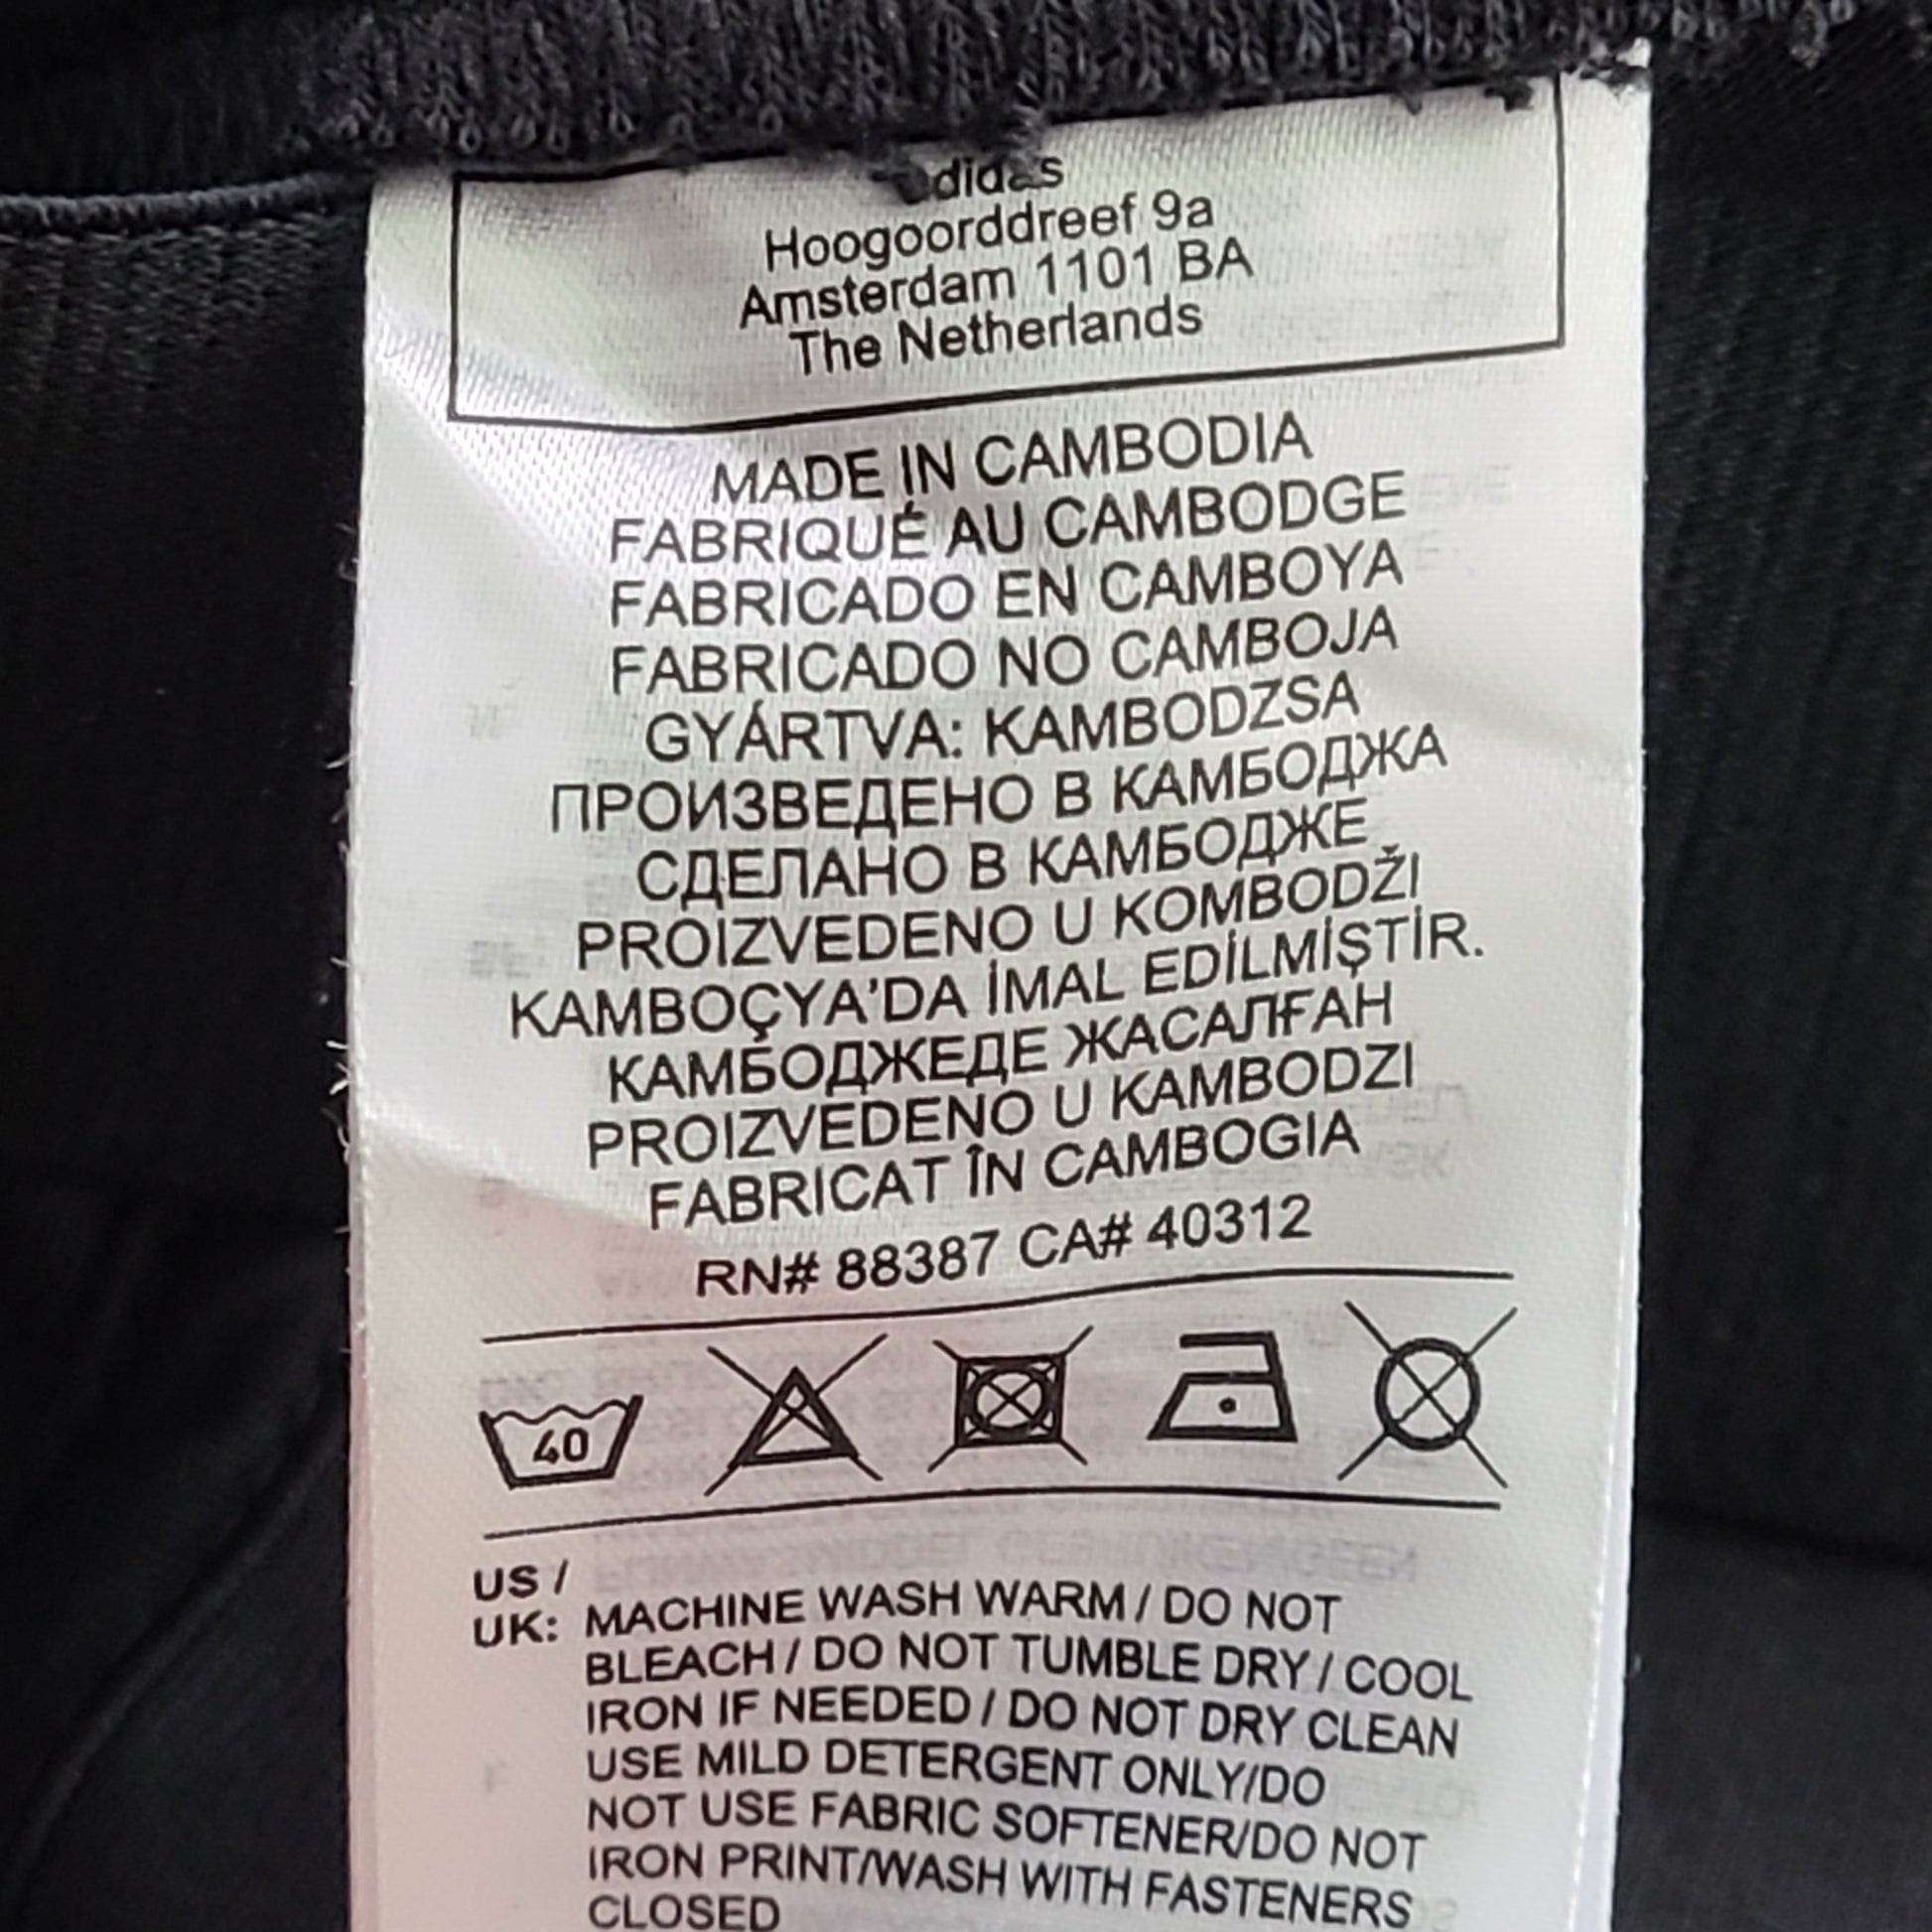 adidas
Hoogoorddreef 9a
Amsterdam 1101 BA
The Netherlands
MADE IN CAMBODIA
FABRIQUÉ AU CAMBODGE
FABRICADO EN CAMBOYA
FABRICADO NO CAMBOJA
GYÁRTVA: KAMBODZSA
ПРОИЗВЕДЕНО В КАМБОДЖА
СДЕЛАНО В КАМБОДЖЕ
PROIZVEDENO U KOMBODŽI
KAMBOÇYA'DA İMAL EDİLMİŞTİR.
КАМБОДЖЕДЕ ЖАСАЛҒАН
PROIZVEDENO U KAMBODZI
FABRICAT ÎN CAMBOGIA
RN# 88387 CA# 40312
40
US /
UK: MACHINE WASH WARM / DO NOT
BLEACH / DO NOT TUMBLE DRY / COOL
IRON IF NEEDED / DO NOT DRY CLEAN
USE MILD DETERGENT ONLY/DO
NOT USE FABRIC SOFTENER/DO NOT
IRON PRINT/WASH WITH FASTENERS
CLOSED